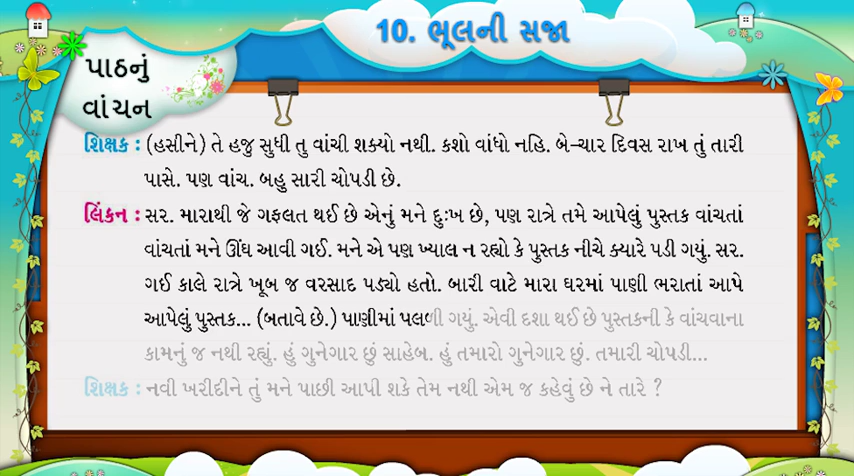 10. ભૂલની સજા
પાઠનું
વાંચન
શિક્ષક : (હસીને) તે હજુ સુધી તુ વાંચી શક્યો નથી. કશો વાંધો નહિ. બે-ચાર દિવસ રાખ તું તારી
પાસે. પણ વાંચ. બહુ સારી ચોપડી છે.
લિંકન : સર. મારાથી જે ગફલત થઈ છે એનું મને દુઃખ છે, પણ રાત્રે તમે આપેલું પુસ્તક વાંચતાં
વાંચતાં મને ઊંઘ આવી ગઈ. મને એ પણ ખ્યાલ ન રહ્યો કે પુસ્તક નીચે ક્યારે પડી ગયું. સર.
ગઈ કાલે રાત્રે ખૂબ જ વરસાદ પડ્યો હતો. બારી વાટે મારા ઘરમાં પાણી ભરાતાં આપે
આપેલું પુસ્તક... (બતાવે છે.) પાણીમાં પલળી ગયું. એવી દશા થઈ છે પુસ્તકની કે વાંચવાના
કામનું જ નથી રહ્યું. હું ગુનેગાર છું સાહેબ. હું તમારો ગુનેગાર છું. તમારી ચોપડી...
શિક્ષક : નવી ખરીદીને તું મને પાછી આપી શકે તેમ નથી એમ જ કહેવું છે ને તારે ?